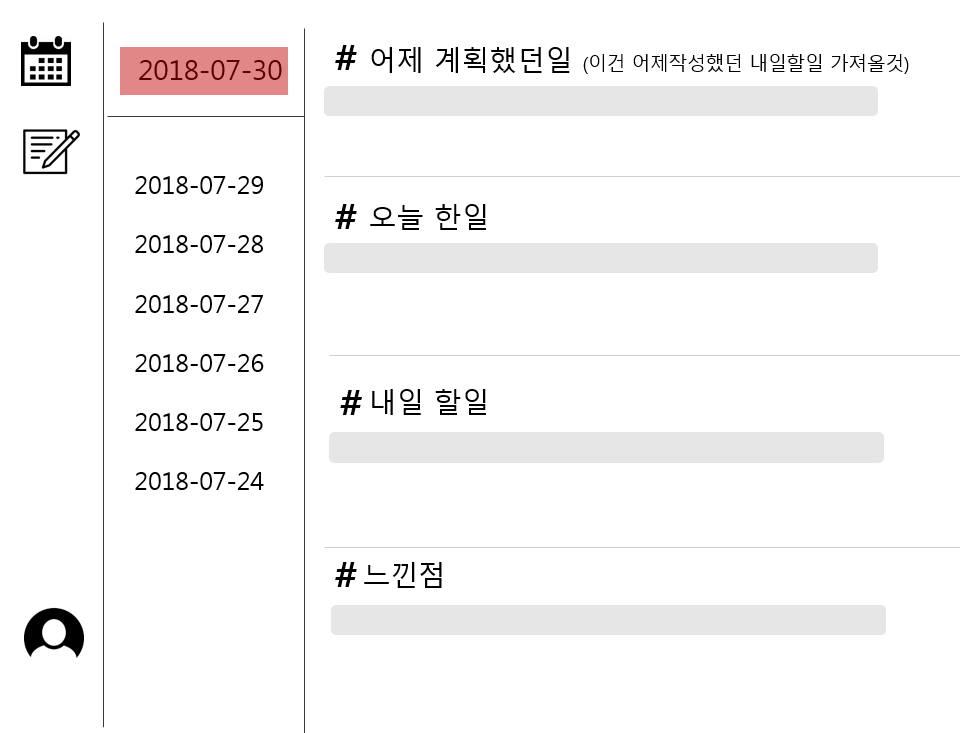 2018-07-30
2018-07-29
2018-07-28
2018-07-27
2018-07-26
2018-07-25
2018-07-24
# 어제 계획했던일 (이건 어제작성했던 내일할일 가져올것)
# 오늘 한일
# 내일 할일
# 느낀점